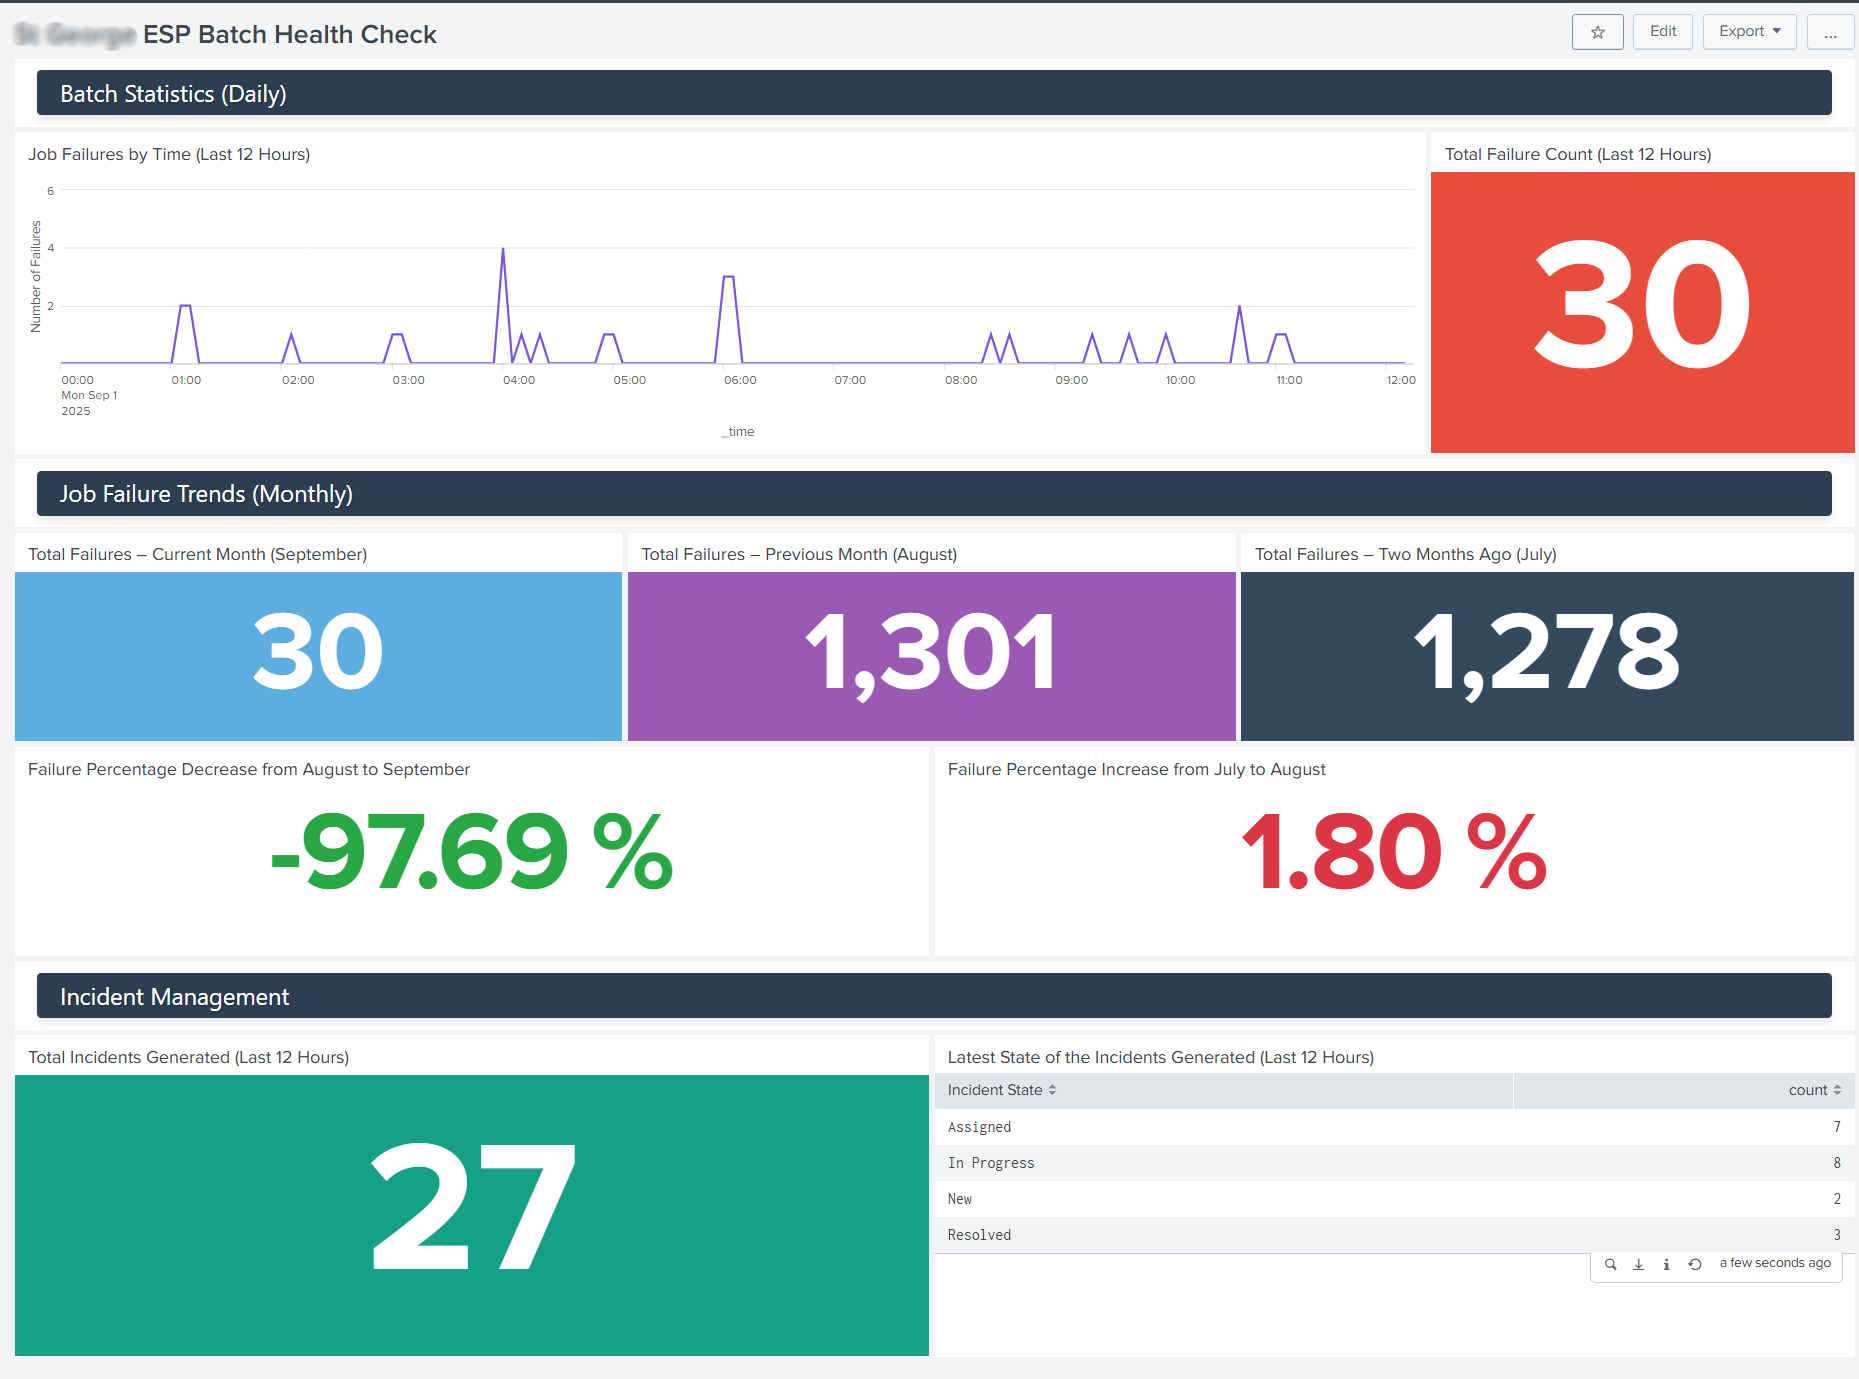 ESP Batch Health Check
Edit
Export
...
Batch Statistics (Daily)
Job Failures by Time (Last 12 Hours)
Total Failure Count (Last 12 Hours)
Number of Failures
6
4
2
00:00 01:00 02:00 03:00 04:00 05:00 06:00 07:00 08:00 09:00 10:00 11:00 12:00
Mon Sep 1
2025
_time
30
Job Failure Trends (Monthly)
Total Failures – Current Month (September)
30
Total Failures – Previous Month (August)
1,301
Total Failures – Two Months Ago (July)
1,278
Failure Percentage Decrease from August to September
-97.69 %
Failure Percentage Increase from July to August
1.80 %
Incident Management
Total Incidents Generated (Last 12 Hours)
27
Latest State of the Incidents Generated (Last 12 Hours)
Incident State count
Assigned 7
In Progress 8
New 2
Resolved 3
a few seconds ago